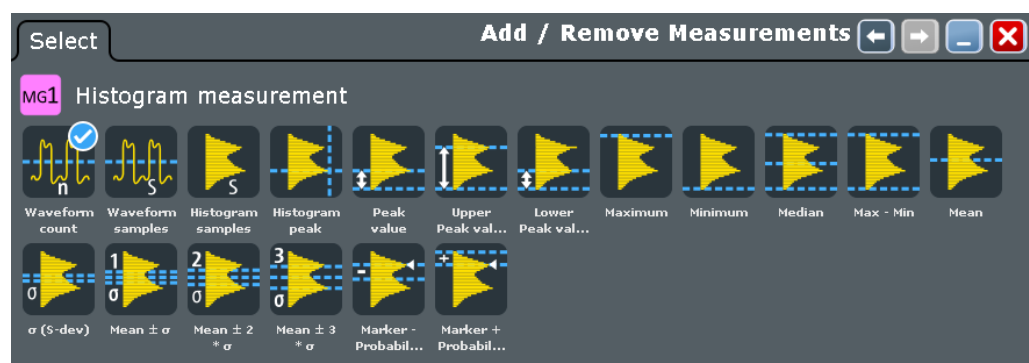 Select
Add / Remove Measurements
MG1 Histogram measurement
n
S
S
Waveform count
Waveform samples
Histogram samples
Histogram peak
Peak value
Upper Peak val...
Lower Peak val...
Maximum
Minimum
Median
Max - Min
Mean
σ
1 σ
2 σ
3 σ
-
+
σ (S-dev)
Mean ± σ
Mean ± 2 * σ
Mean ± 3 * σ
Marker - Probabil...
Marker + Probabil...